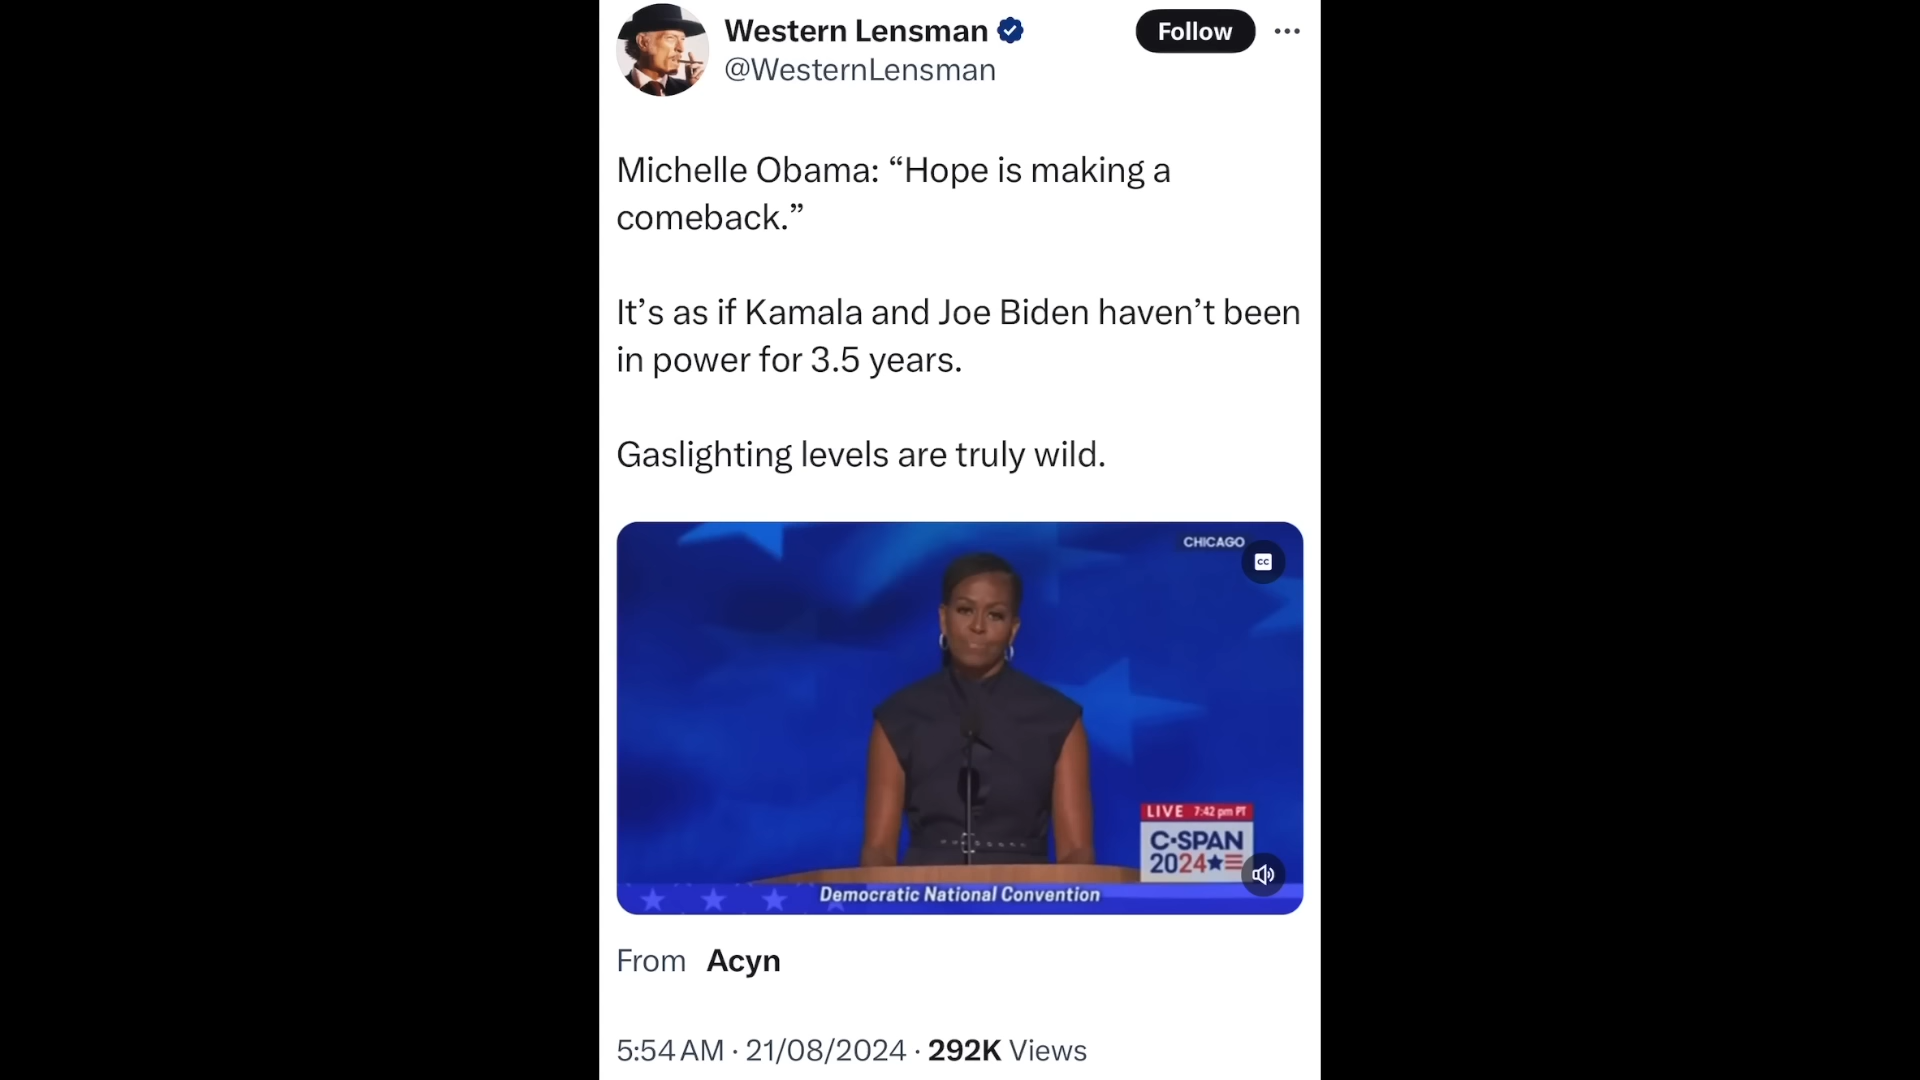 Western Lensman
@WesternLensman
Follow
Michelle Obama: “Hope is making a
comeback.”
It’s as if Kamala and Joe Biden haven’t been
in power for 3.5 years.
Gaslighting levels are truly wild.
CHICAGO
CC
LIVE 7:42 pm PT
C-SPAN
2024
Democratic National Convention
From Acyn
5:54 AM · 21/08/2024 · 292K Views